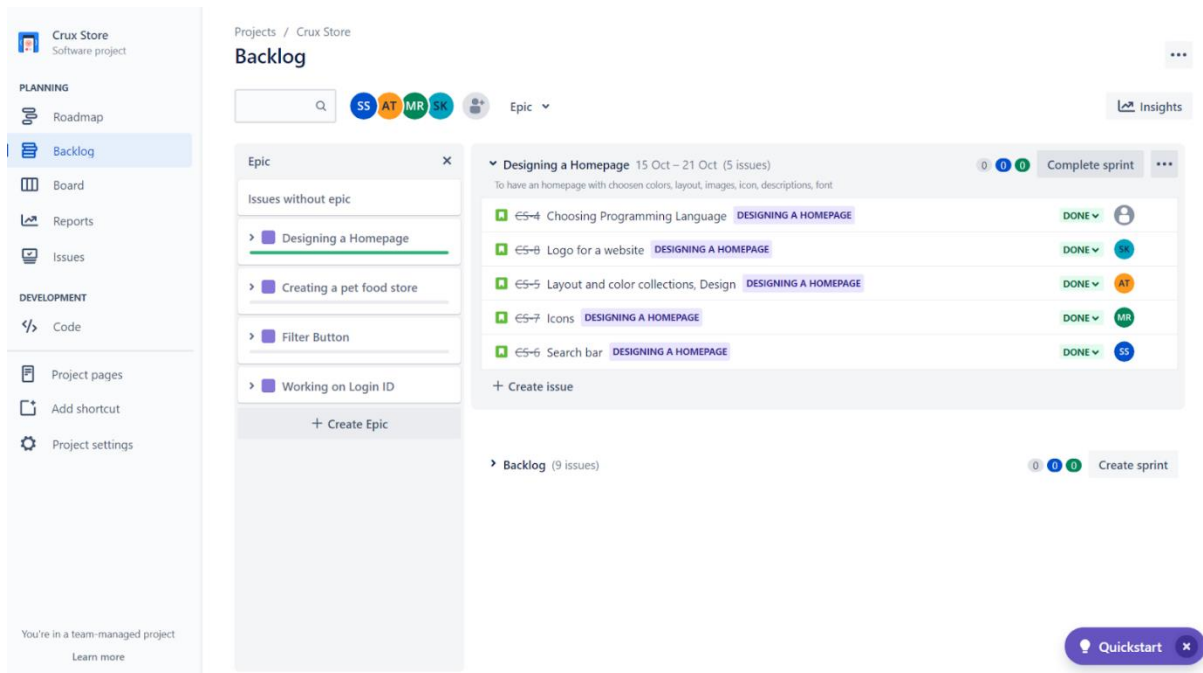 Crux Store
Software project
PLANNING
Roadmap
Backlog
Board
Reports
Issues
DEVELOPMENT
Code
Project pages
Add shortcut
Project settings
You're in a team-managed project
Learn more
Projects / Crux Store
Backlog
SS AT MR SK Epic
Insights
Epic
Issues without epic
Designing a Homepage
Creating a pet food store
Filter Button
Working on Login ID
+ Create Epic
Designing a Homepage 15 Oct – 21 Oct (5 issues) 0 0 0 Complete sprint
To have an homepage with choosen colors, layout, images, icon, descriptions, font
CS-4 Choosing Programming Language DESIGNING A HOMEPAGE DONE
CS-8 Logo for a website DESIGNING A HOMEPAGE DONE SK
CS-5 Layout and color collections, Design DESIGNING A HOMEPAGE DONE AT
CS-7 Icons DESIGNING A HOMEPAGE DONE MR
CS-6 Search bar DESIGNING A HOMEPAGE DONE SS
+ Create issue
Backlog (9 issues) 0 0 0 Create sprint
Quickstart